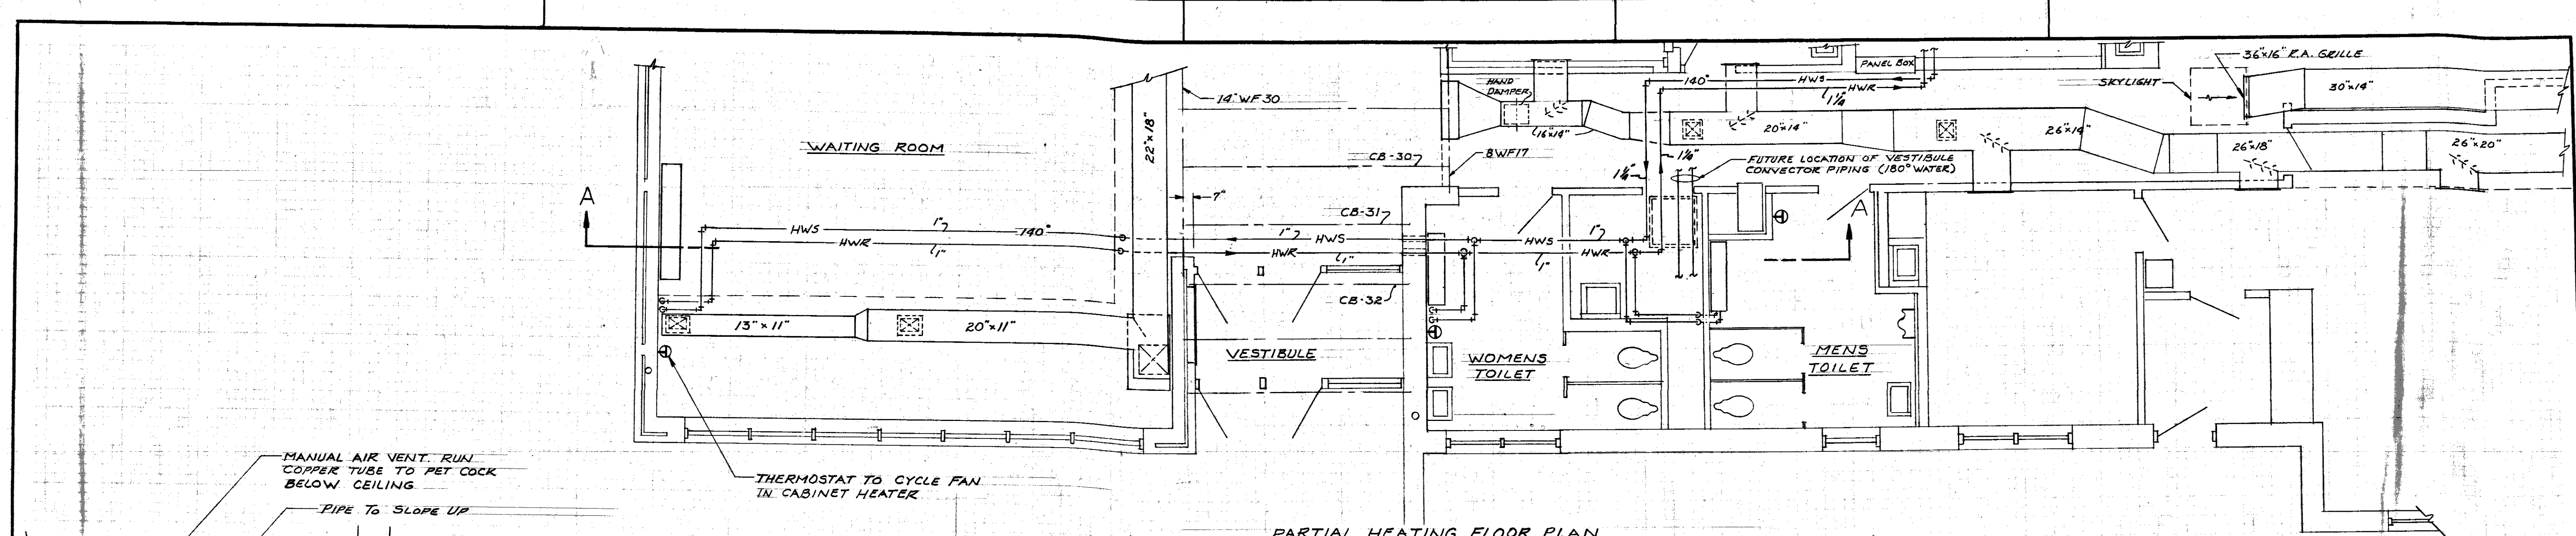 36"x16" R.A. GRILLE
SKYLIGHT
30"x14"
PANEL BOX
HAND
DAMPER
140°
HWS
HWR
1¼"
14" WF 30
22"x18"
WAITING ROOM
16"x14"
20"x14"
26"x14"
26"x18"
26"x20"
CB-30
8WF17
1¼"
1¼"
FUTURE LOCATION OF VESTIBULE
CONVECTOR PIPING (180° WATER)
A
7"
CB-31
A
HWS
1"
140°
HWR
1"
1"
HWS
HWR
1"
1"
HWS
1"
HWR
1"
CB-32
13"x11"
20"x11"
VESTIBULE
WOMENS
TOILET
MENS
TOILET
MANUAL AIR VENT. RUN
COPPER TUBE TO PET COCK
BELOW CEILING
THERMOSTAT TO CYCLE FAN
IN CABINET HEATER
PIPE TO SLOPE UP
PARTIAL HEATING FLOOR PLAN